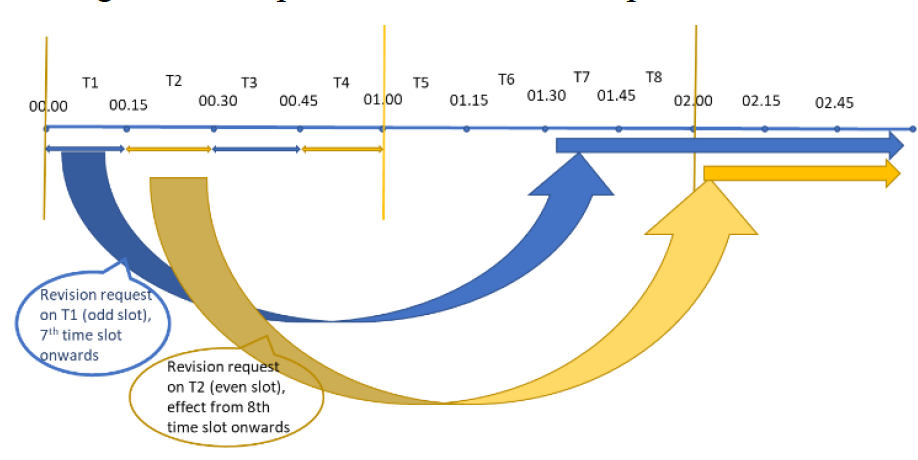 T1 T2 T3 T4 T5 T6 T7 T8
00.00 00.15 00.30 00.45 01.00 01.15 01.30 01.45 02.00 02.15 02.45
Revision request
on T1 (odd slot),
7th time slot
onwards
Revision request
on T2 (even slot),
effect from 8th
time slot onwards